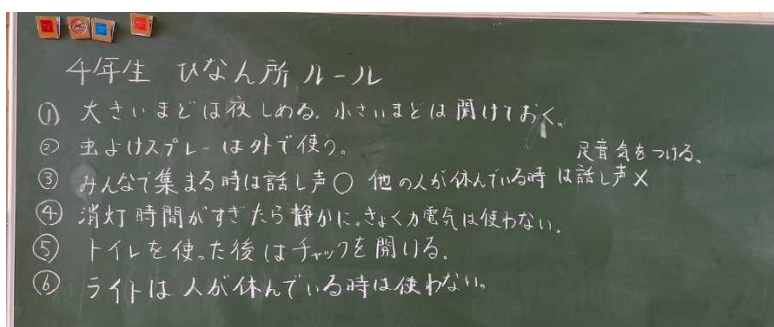 4年生 ひなん所 ルール
① 大きいまどは夜しめる。小さいまどは開けておく。
② 虫よけスプレーは外で使う。
足音気をつける、
③ みんなで集まる時は話し声○ 他の人が休んでいる時は話し声×
④ 消灯時間がすぎたら静かに。きょく力電気は使わない。
⑤ トイレを使った後はチャックを開ける。
⑥ ライトは人が休んでいる時は使わない。